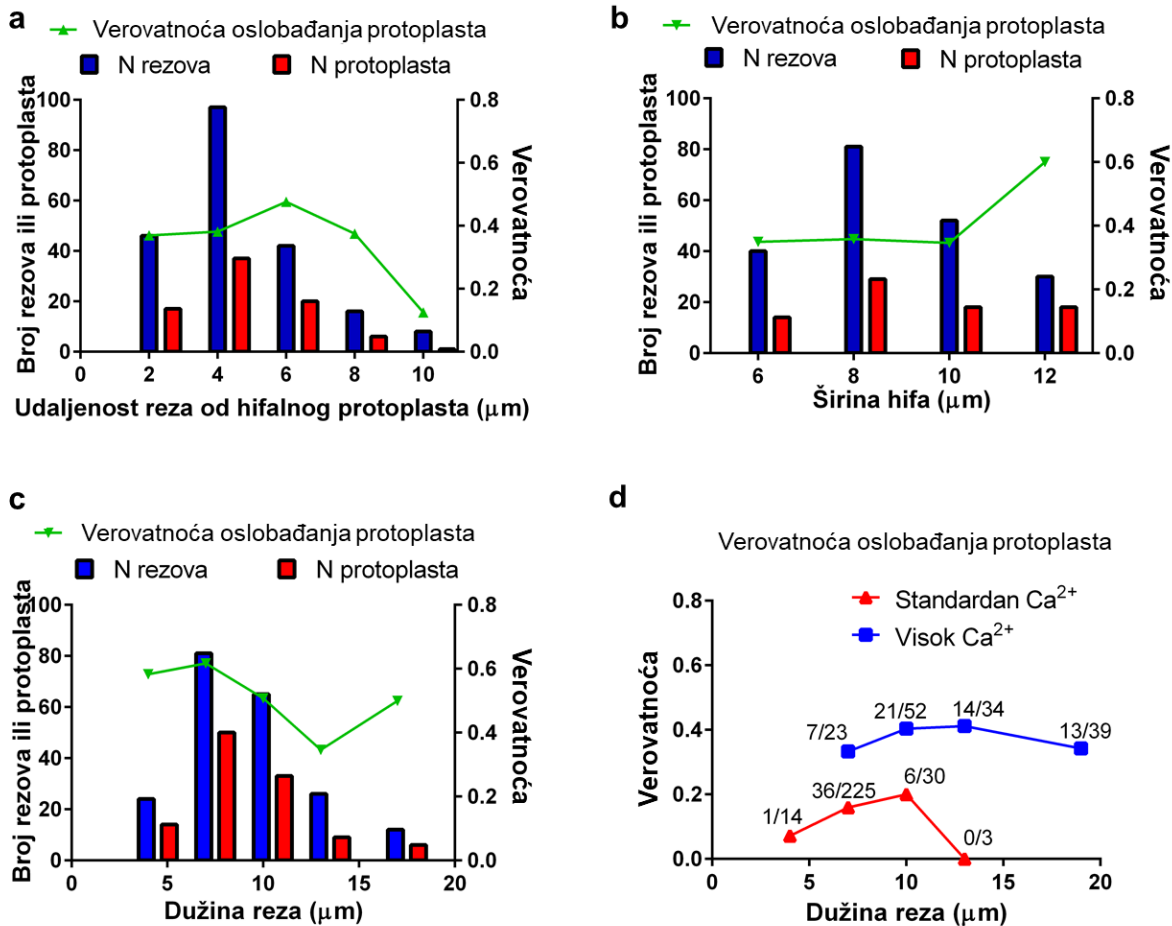 a
Verovatnoća oslobađanja protoplasta
N rezova
N protoplasta
Broj rezova ili protoplasta
100
80
60
40
20
0
0.8
0.6
0.4
0.2
0.0
Verovatnoća
0 2 4 6 8 10
Udaljenost reza od hifalnog protoplasta (μm)
b
Verovatnoća oslobađanja protoplasta
N rezova
N protoplasta
Broj rezova ili protoplasta
100
80
60
40
20
0
0.8
0.6
0.4
0.2
0.0
Verovatnoća
6 8 10 12
Širina hifa (μm)
c
Verovatnoća oslobađanja protoplasta
N rezova
N protoplasta
Broj rezova ili protoplasta
100
80
60
40
20
0
0.8
0.6
0.4
0.2
0.0
Verovatnoća
0 5 10 15 20
Dužina reza (μm)
d
Verovatnoća oslobađanja protoplasta
Standardan Ca²⁺
Visok Ca²⁺
Verovatnoća
0.8
0.6
0.4
0.2
0.0
7/23
21/52
14/34
13/39
1/14
36/225
6/30
0/3
0 5 10 15 20
Dužina reza (μm)